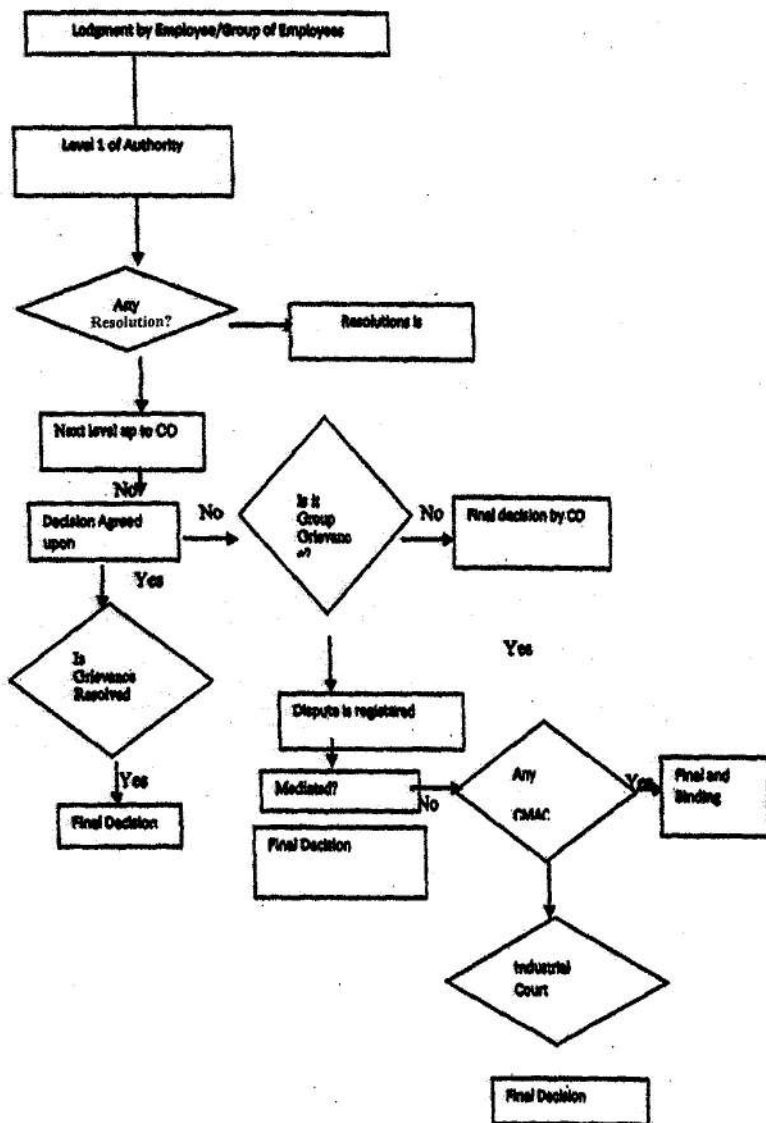 Lodgment by Employee/Group of Employees
Level 1 of Authority
Any
Resolution?
Resolutions is
Next level up to CO
No
Decision Agreed
upon
No
Is it
Group
Grievanc
e?
No
Final decision by CO
Yes
Is
Grievance
Resolved
Yes
Dispute is registered
Yes
Final Decision
Mediated?
No
Any
CMAC
Yes
Final and
Binding
Final Decision
Industrial
Court
Final Decision